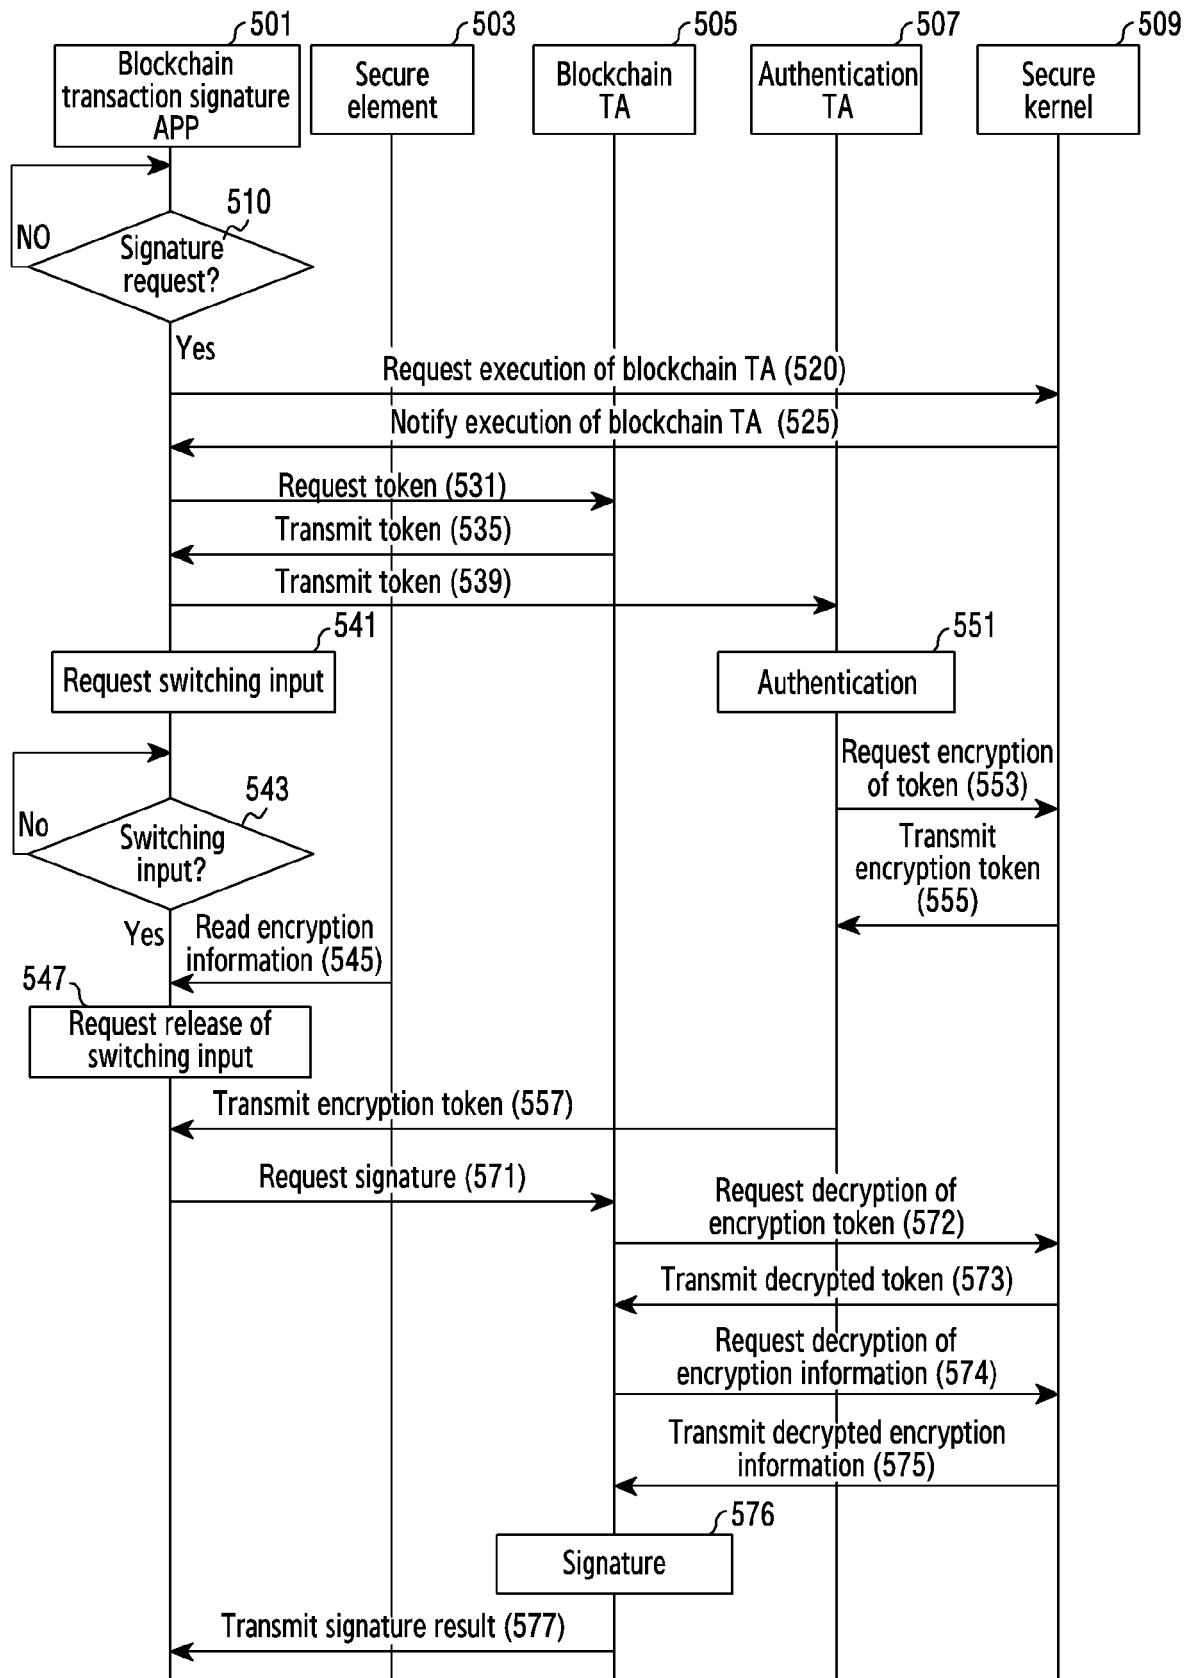 501
503
505
507
509
Blockchain
transaction signature
APP
Secure
element
Blockchain
TA
Authentication
TA
Secure
kernel
510
NO
Signature
request?
Yes
Request execution of blockchain TA (520)
Notify execution of blockchain TA (525)
Request token (531)
Transmit token (535)
Transmit token (539)
541
Request switching input
551
Authentication
Request encryption
of token (553)
543
No
Switching
input?
Transmit
encryption token
(555)
Yes
Read encryption
information (545)
547
Request release of
switching input
Transmit encryption token (557)
Request signature (571)
Request decryption of
encryption token (572)
Transmit decrypted token (573)
Request decryption of
encryption information (574)
Transmit decrypted encryption
information (575)
576
Signature
Transmit signature result (577)